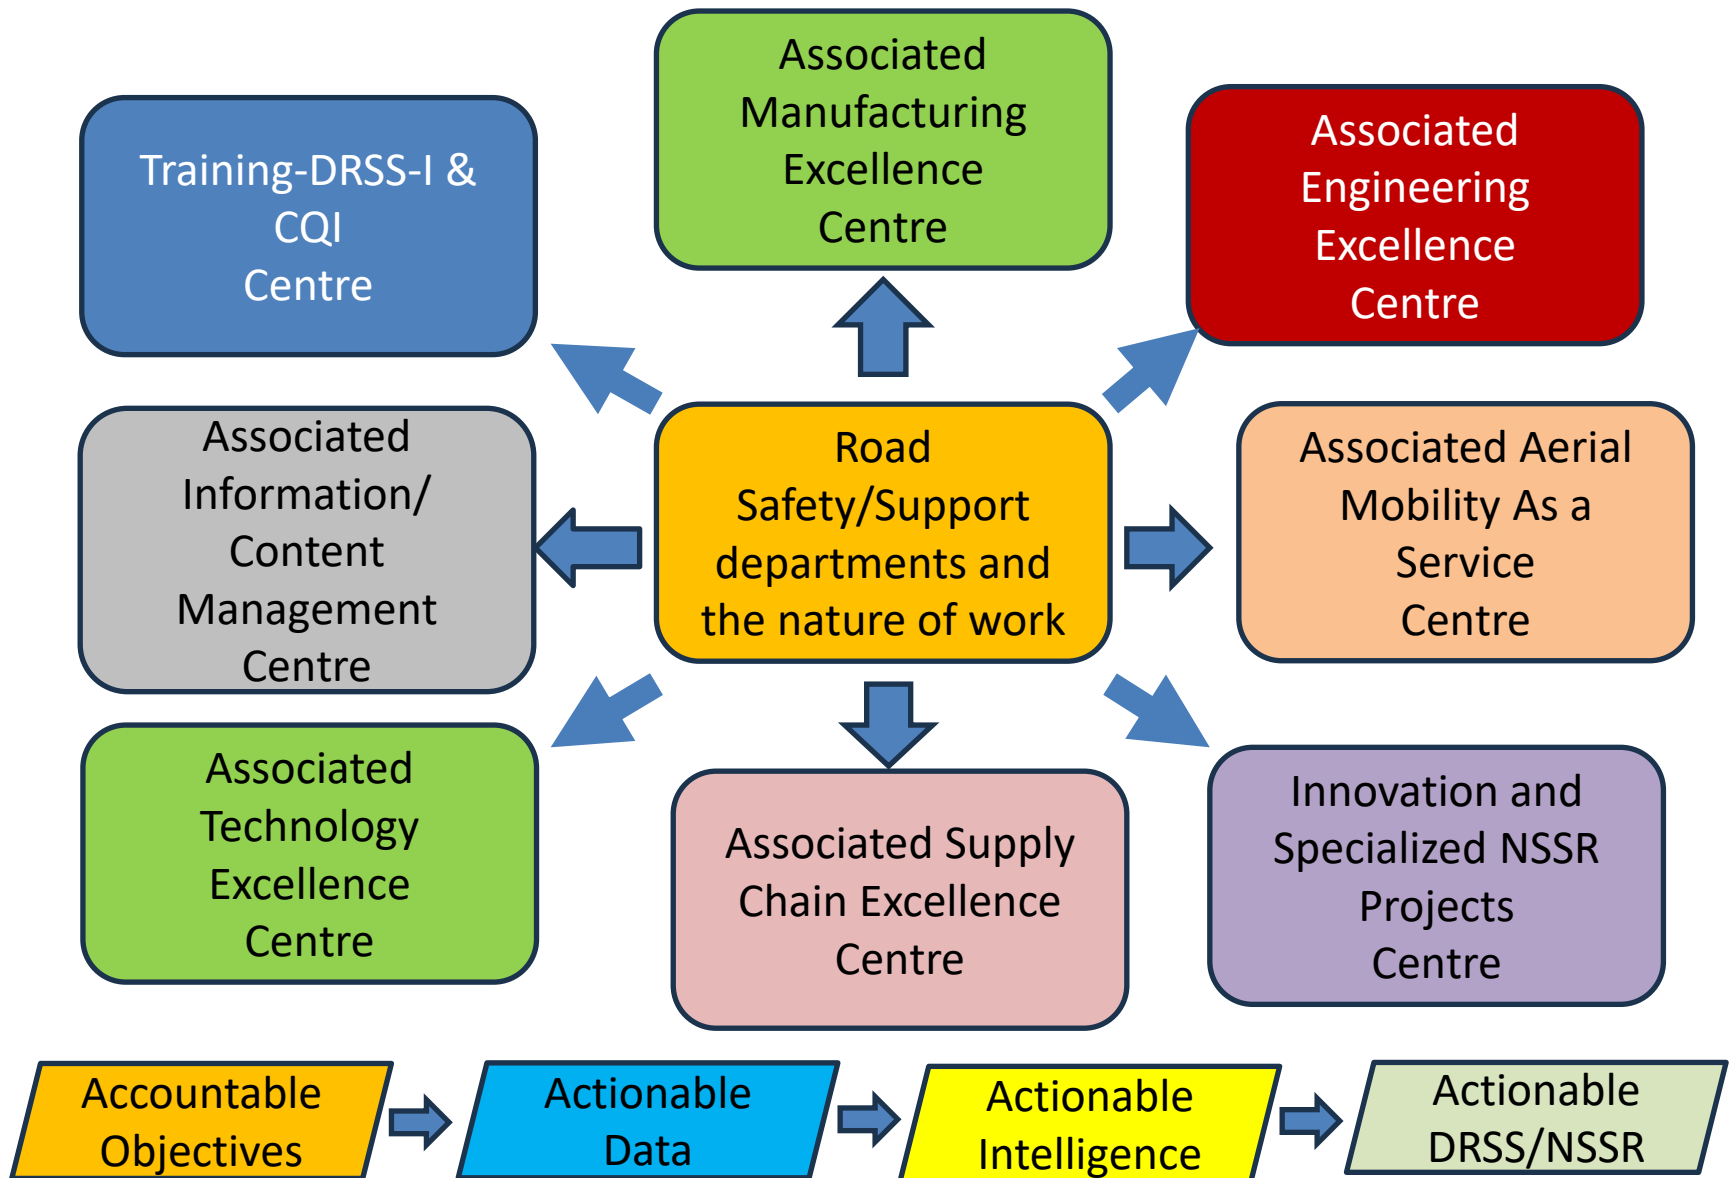 Associated
Manufacturing
Excellence
Centre
Training-DRSS-I &
CQI
Centre
Associated
Engineering
Excellence
Centre
Associated
Information/
Content
Management
Centre
Road
Safety/Support
departments and
the nature of work
Associated Aerial
Mobility As a
Service
Centre
Associated
Technology
Excellence
Centre
Associated Supply
Chain Excellence
Centre
Innovation and
Specialized NSSR
Projects
Centre
Accountable
Objectives
Actionable
Data
Actionable
Intelligence
Actionable
DRSS/NSSR